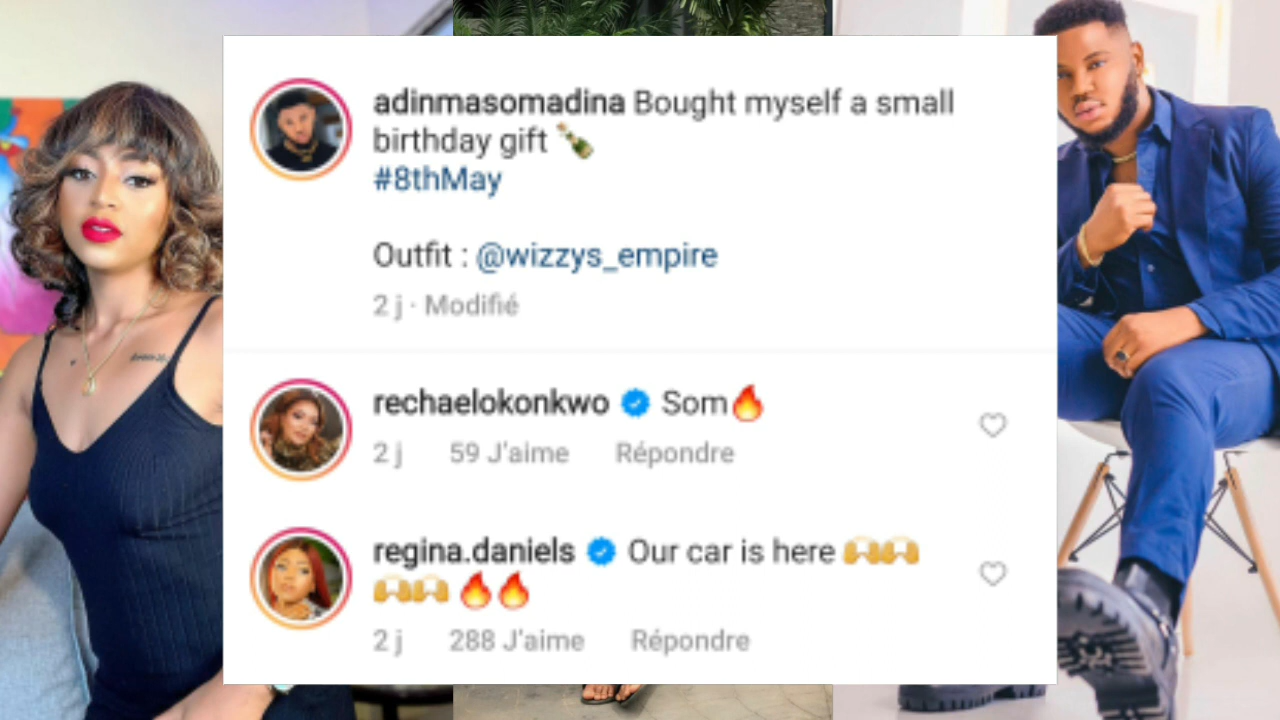 adinmasomadina Bought myself a small
birthday gift 🍾
#8thMay
Outfit : @wizzys_empire
2 j · Modifié
rechaelokonkwo Som🔥
2 j 59 J'aime Répondre
regina.daniels Our car is here 🙌🙌
🙌🙌 🔥🔥
2 j 288 J'aime Répondre